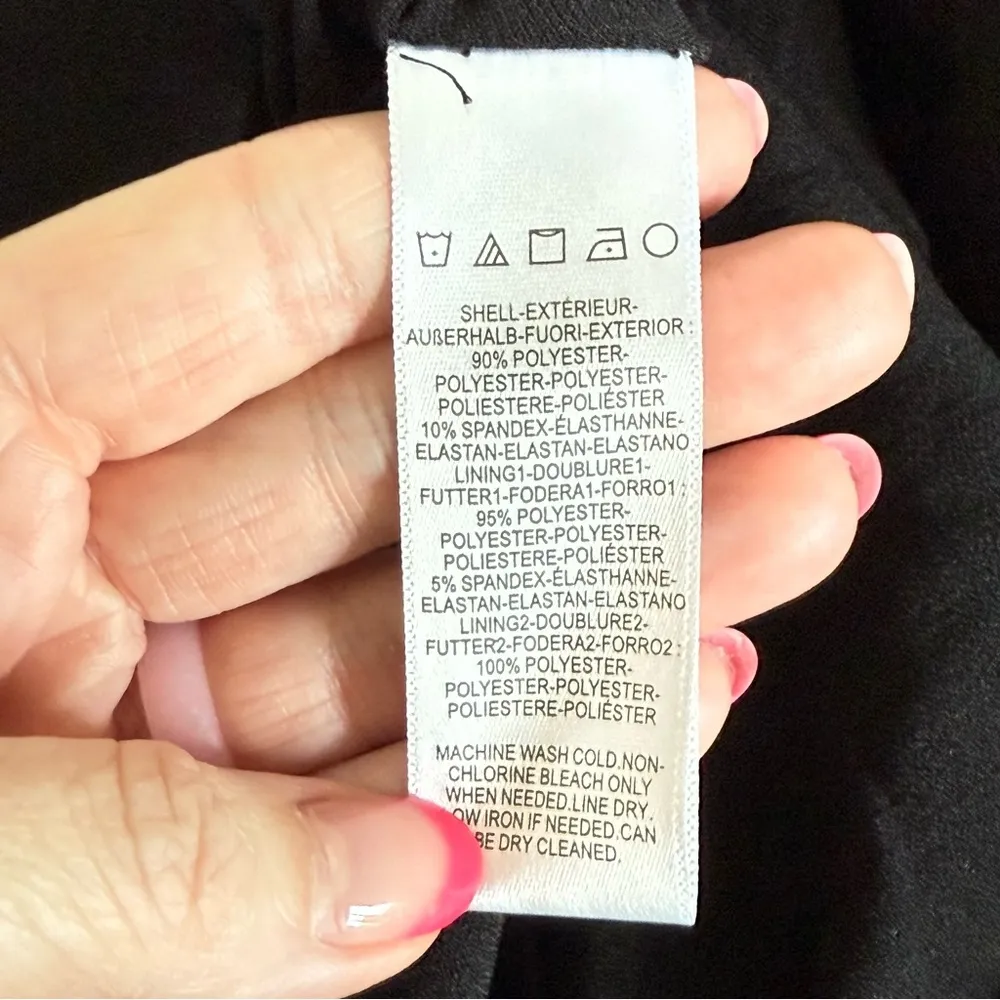 SHELL-EXTÉRIEUR-
AUßERHALB-FUORI-EXTERIOR :
90% POLYESTER-
POLYESTER-POLYESTER-
POLIESTERE-POLIÉSTER
10% SPANDEX-ÉLASTHANNE-
ELASTAN-ELASTAN-ELASTANO
LINING1-DOUBLURE1-
FUTTER1-FODERA1-FORRO1 :
95% POLYESTER-
POLYESTER-POLYESTER-
POLIESTERE-POLIÉSTER
5% SPANDEX-ÉLASTHANNE-
ELASTAN-ELASTAN-ELASTANO
LINING2-DOUBLURE2-
FUTTER2-FODERA2-FORRO2 :
100% POLYESTER-
POLYESTER-POLYESTER-
POLIESTERE-POLIÉSTER
MACHINE WASH COLD.NON-
CHLORINE BLEACH ONLY
WHEN NEEDED.LINE DRY.
OW IRON IF NEEDED.CAN
BE DRY CLEANED.